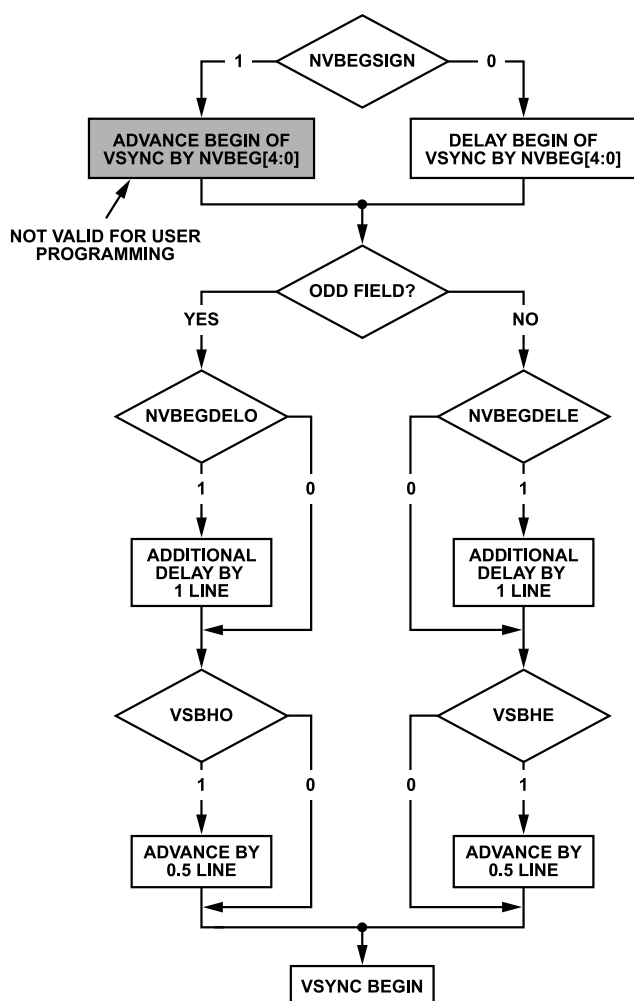 NVBEGSIGN
1
0
ADVANCE BEGIN OF
VSYNC BY NVBEG[4:0]
DELAY BEGIN OF
VSYNC BY NVBEG[4:0]
NOT VALID FOR USER
PROGRAMMING
ODD FIELD?
YES
NO
NVBEGDELO
NVBEGDELE
1
0
0
1
ADDITIONAL
DELAY BY
1 LINE
ADDITIONAL
DELAY BY
1 LINE
VSBHO
VSBHE
1
0
0
1
ADVANCE BY
0.5 LINE
ADVANCE BY
0.5 LINE
VSYNC BEGIN